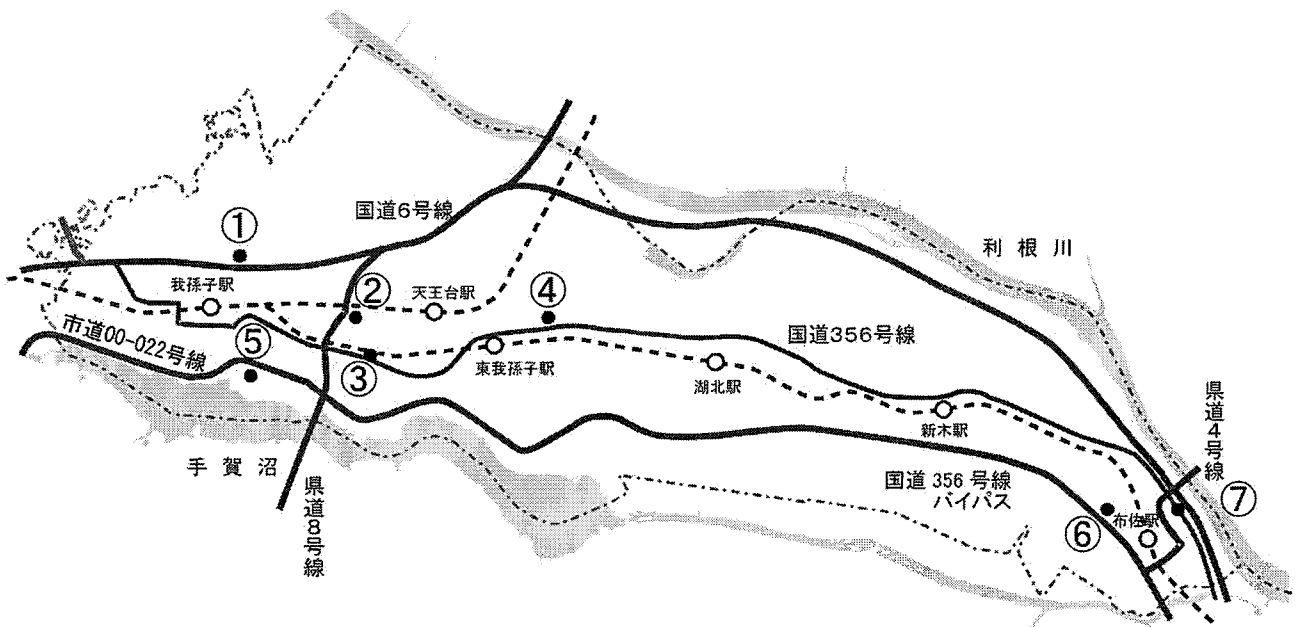 国道6号線
①
利根川
我孫子駅
②
天王台駅
④
国道356号線
市道00-022号線
⑤
③
東我孫子駅
湖北駅
新木駅
県道4号線
手賀沼
県道8号線
国道 356 号線
バイパス
⑥
布佐駅
⑦